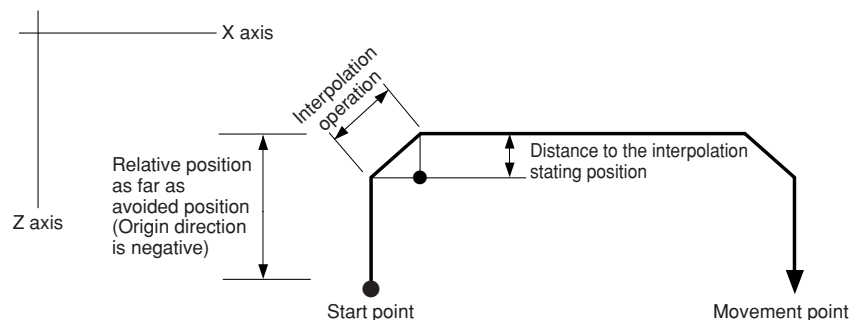 X axis
Z axis
Interpolation
operation
Relative position
as far as
avoided position
(Origin direction
is negative)
Distance to the interpolation
stating position
Start point
Movement point